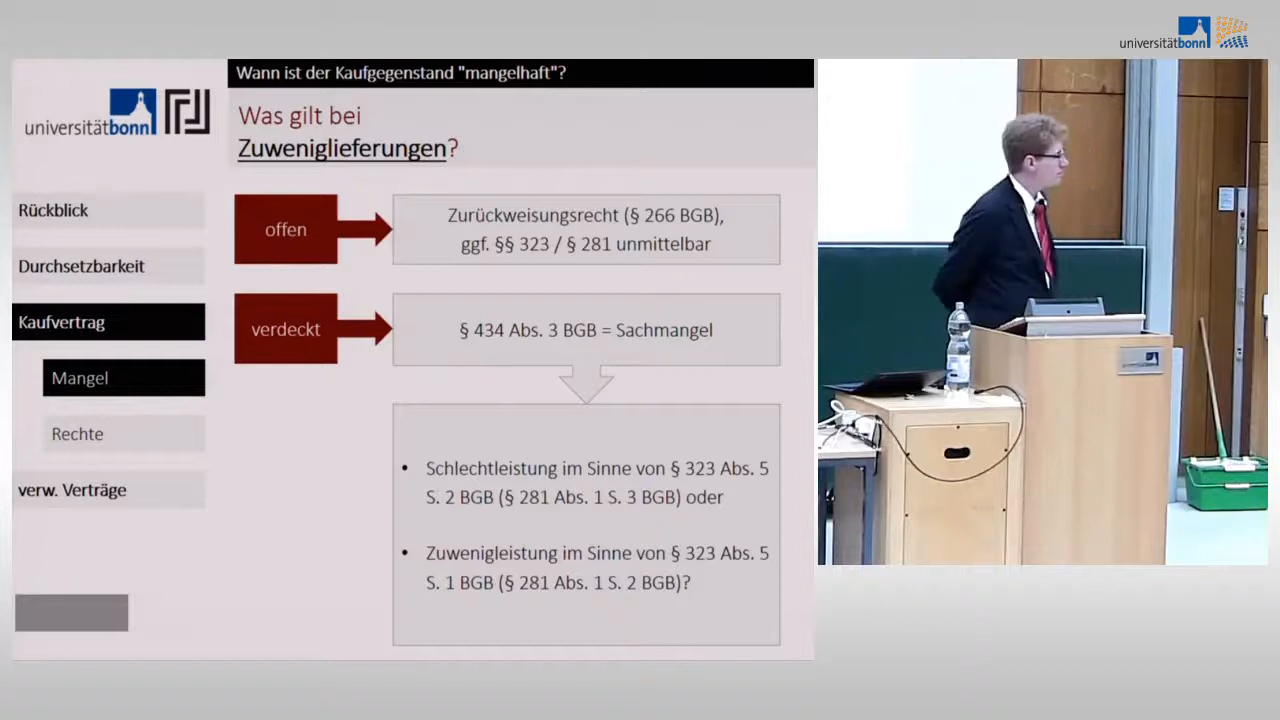 universitätbonn
Wann ist der Kaufgegenstand "mangelhaft"?
universitätbonn
Was gilt bei
Zuweniglieferungen?
Rückblick
Durchsetzbarkeit
Kaufvertrag
Mangel
Rechte
verw. Verträge
offen
Zurückweisungsrecht (§ 266 BGB),
ggf. §§ 323 / § 281 unmittelbar
verdeckt
§ 434 Abs. 3 BGB = Sachmangel
• Schlechtleistung im Sinne von § 323 Abs. 5
S. 2 BGB (§ 281 Abs. 1 S. 3 BGB) oder
• Zuwenigleistung im Sinne von § 323 Abs. 5
S. 1 BGB (§ 281 Abs. 1 S. 2 BGB)?